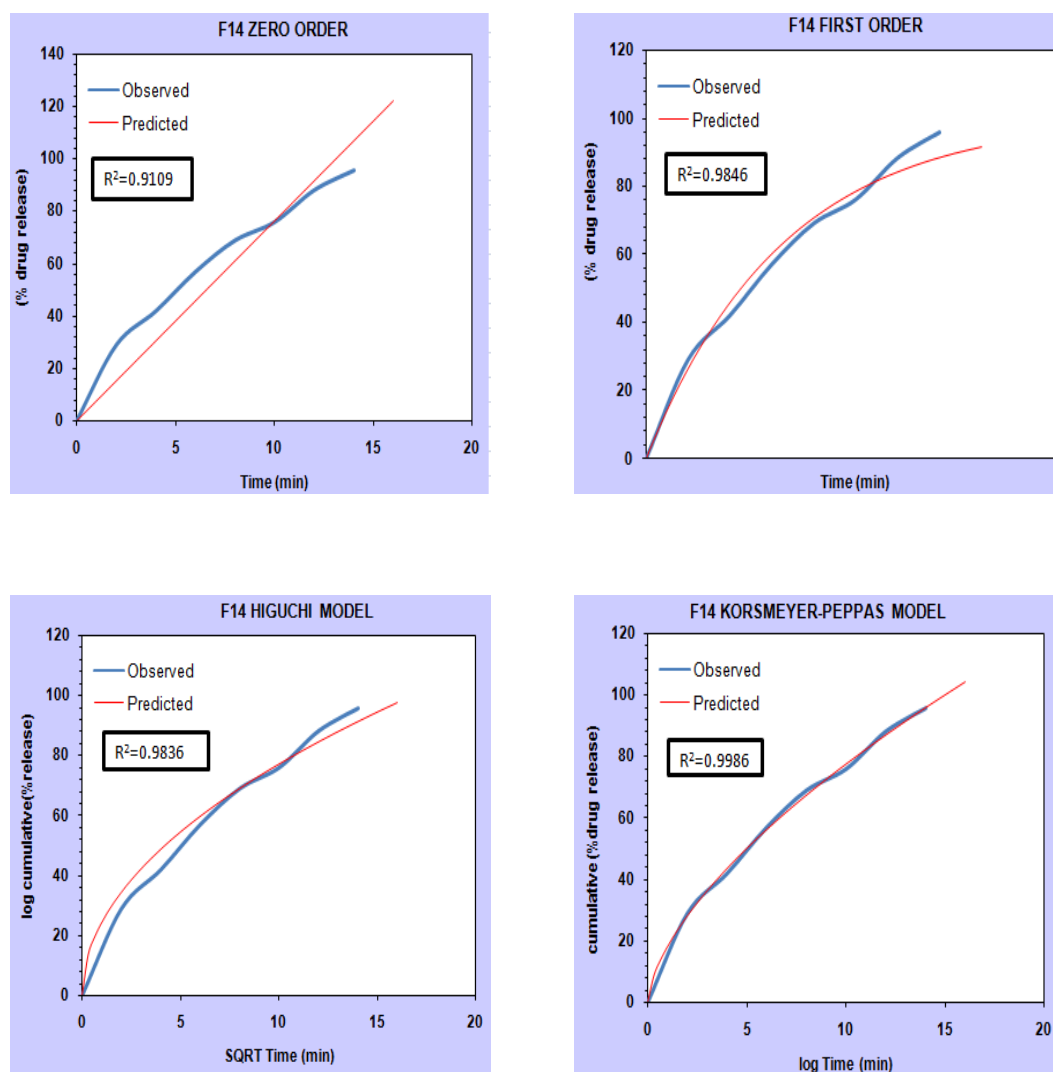 F14 ZERO ORDER
140
120
100
80
60
40
20
0
Observed
Predicted
R²=0.9109
(% drug release)
0 5 10 15 20
Time (min)
F14 FIRST ORDER
120
100
80
60
40
20
0
Observed
Predicted
R²=0.9846
(% drug release)
0 5 10 15 20
Time (min)
F14 HIGUCHI MODEL
120
100
80
60
40
20
0
Observed
Predicted
R²=0.9836
log cumulative(%release)
0 5 10 15 20
SQRT Time (min)
F14 KORSMEYER-PEPPAS MODEL
120
100
80
60
40
20
0
Observed
Predicted
R²=0.9986
cumulative (%drug release)
0 5 10 15 20
log Time (min)